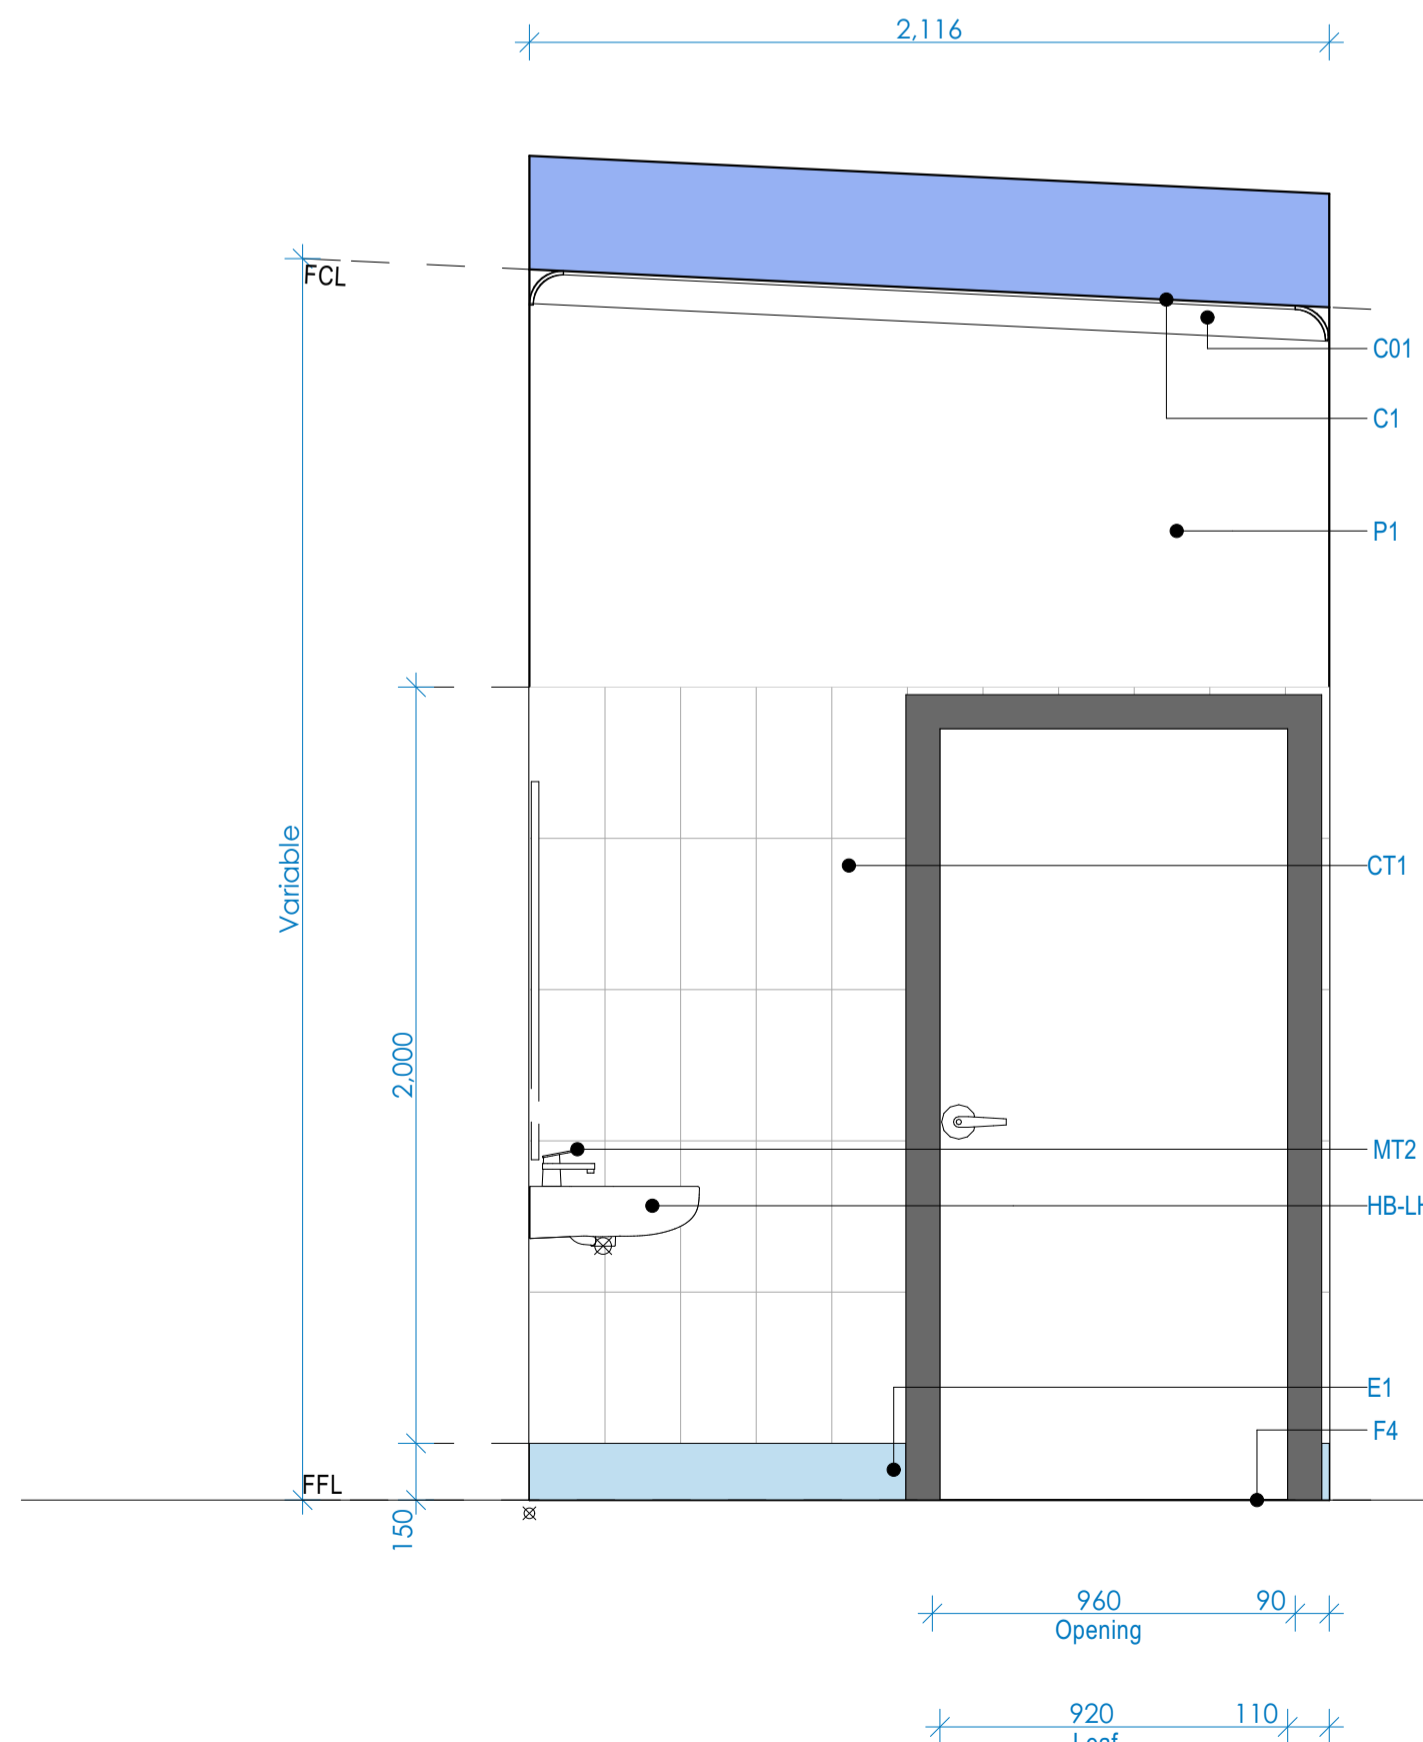 2,116
FCL
C01
C1
P1
Variable
2,000
CT1
MT2
E1
F4
FFL
150
960
90
Opening
920
110
Leaf